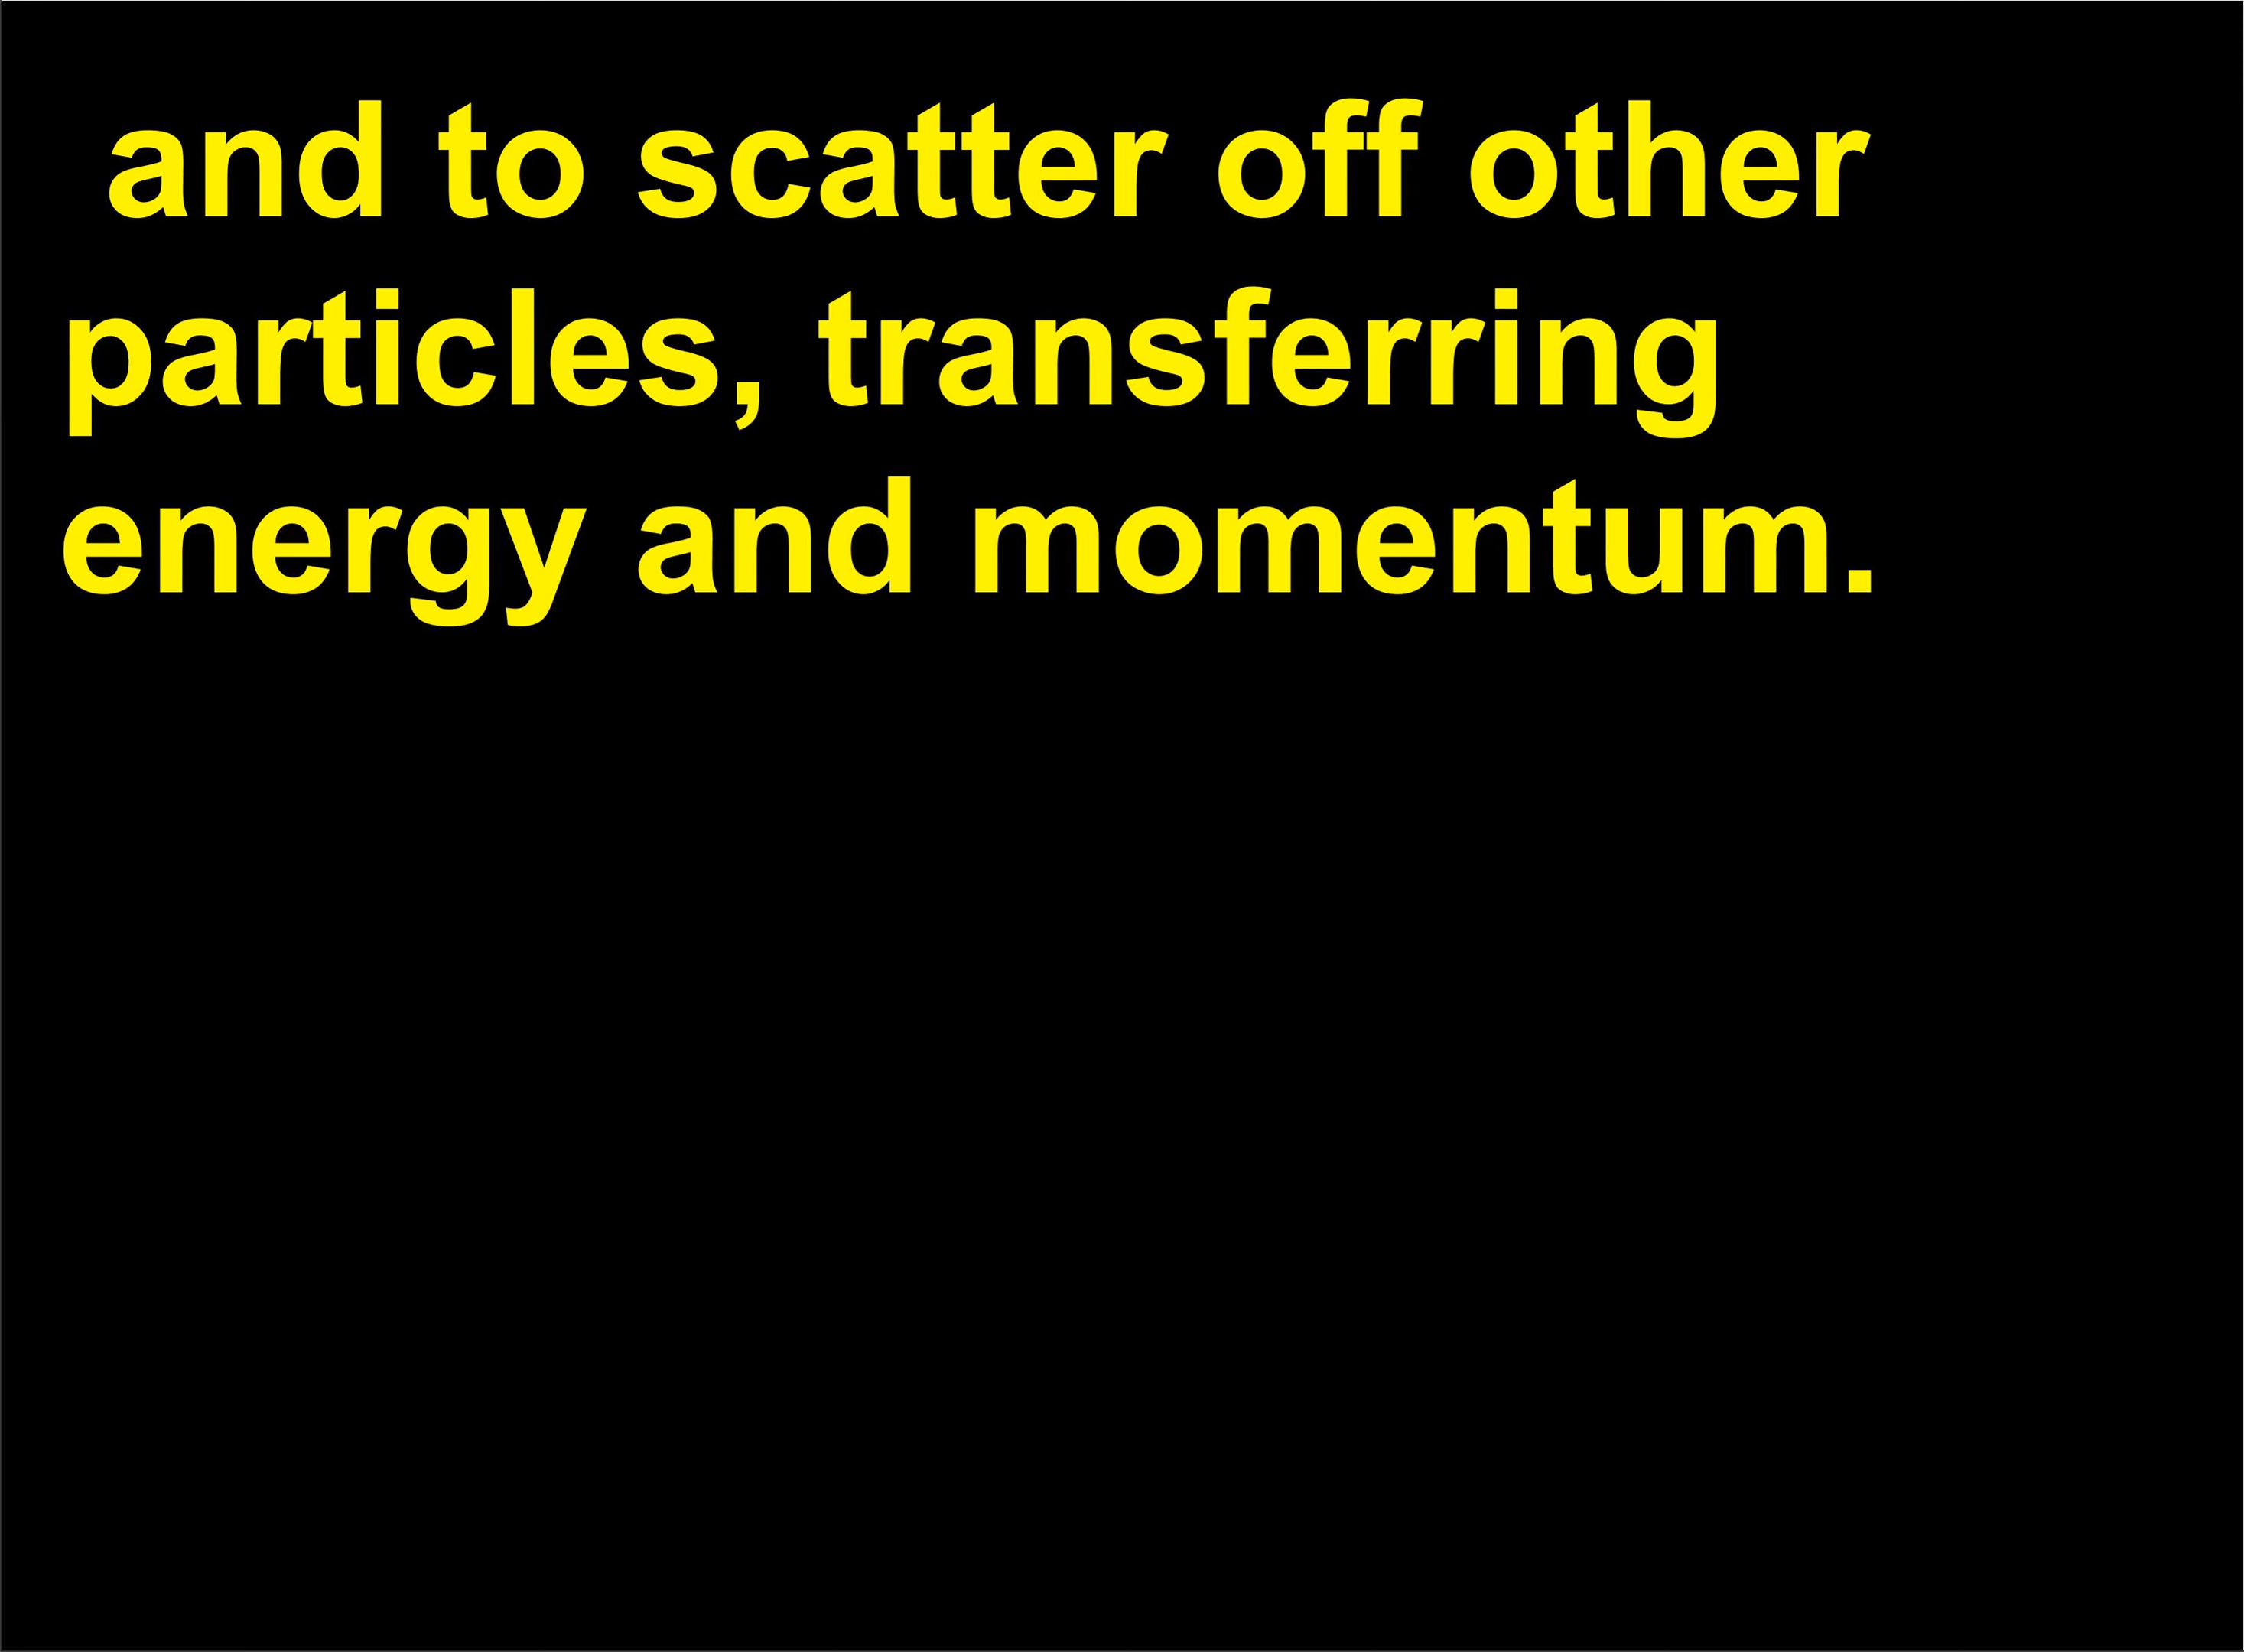 and to scatter off other
particles, transferring
energy and momentum.